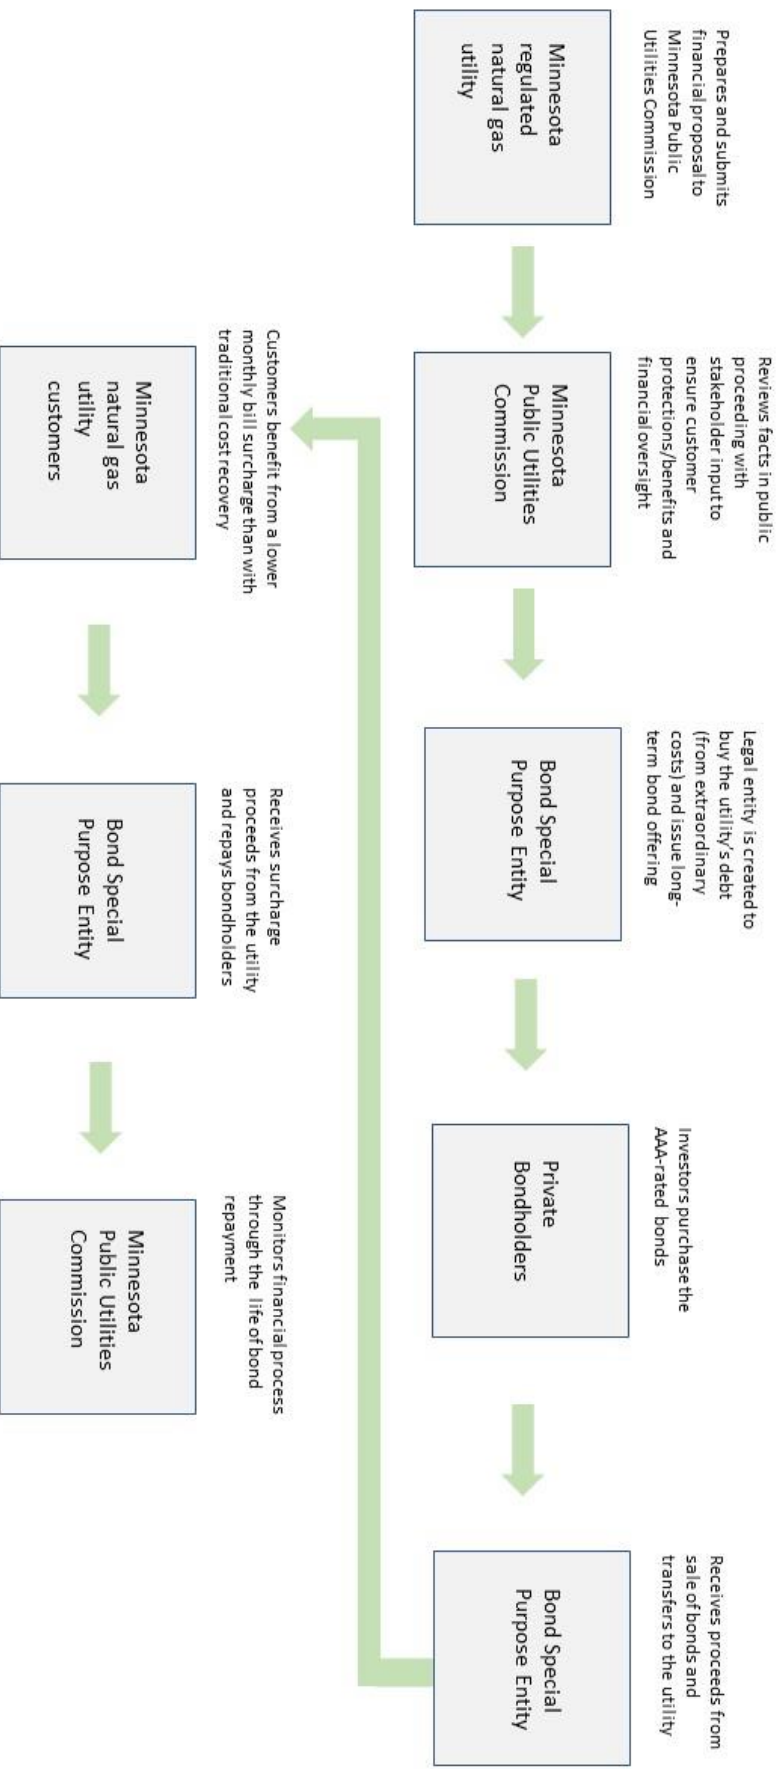 Prepares and submits
financial proposal to
Minnesota Public
Utilities Commission
Minnesota
regulated
natural gas
utility
Reviews facts in public
proceeding with
stakeholder input to
ensure customer
protections/benefits and
financial oversight
Minnesota
Public Utilities
Commission
Legal entity is created to
buy the utility's debt
(from extraordinary
costs) and issue long-
term bond offering
Bond Special
Purpose Entity
Investors purchase the
AAA-rated bonds
Private
Bondholders
Receives proceeds from
sale of bonds and
transfers to the utility
Bond Special
Purpose Entity
Customers benefit from a lower
monthly bill surcharge than with
traditional cost recovery
Minnesota
natural gas
utility
customers
Receives surcharge
proceeds from the utility
and repays bondholders
Bond Special
Purpose Entity
Monitors financial process
through the life of bond
repayment
Minnesota
Public Utilities
Commission